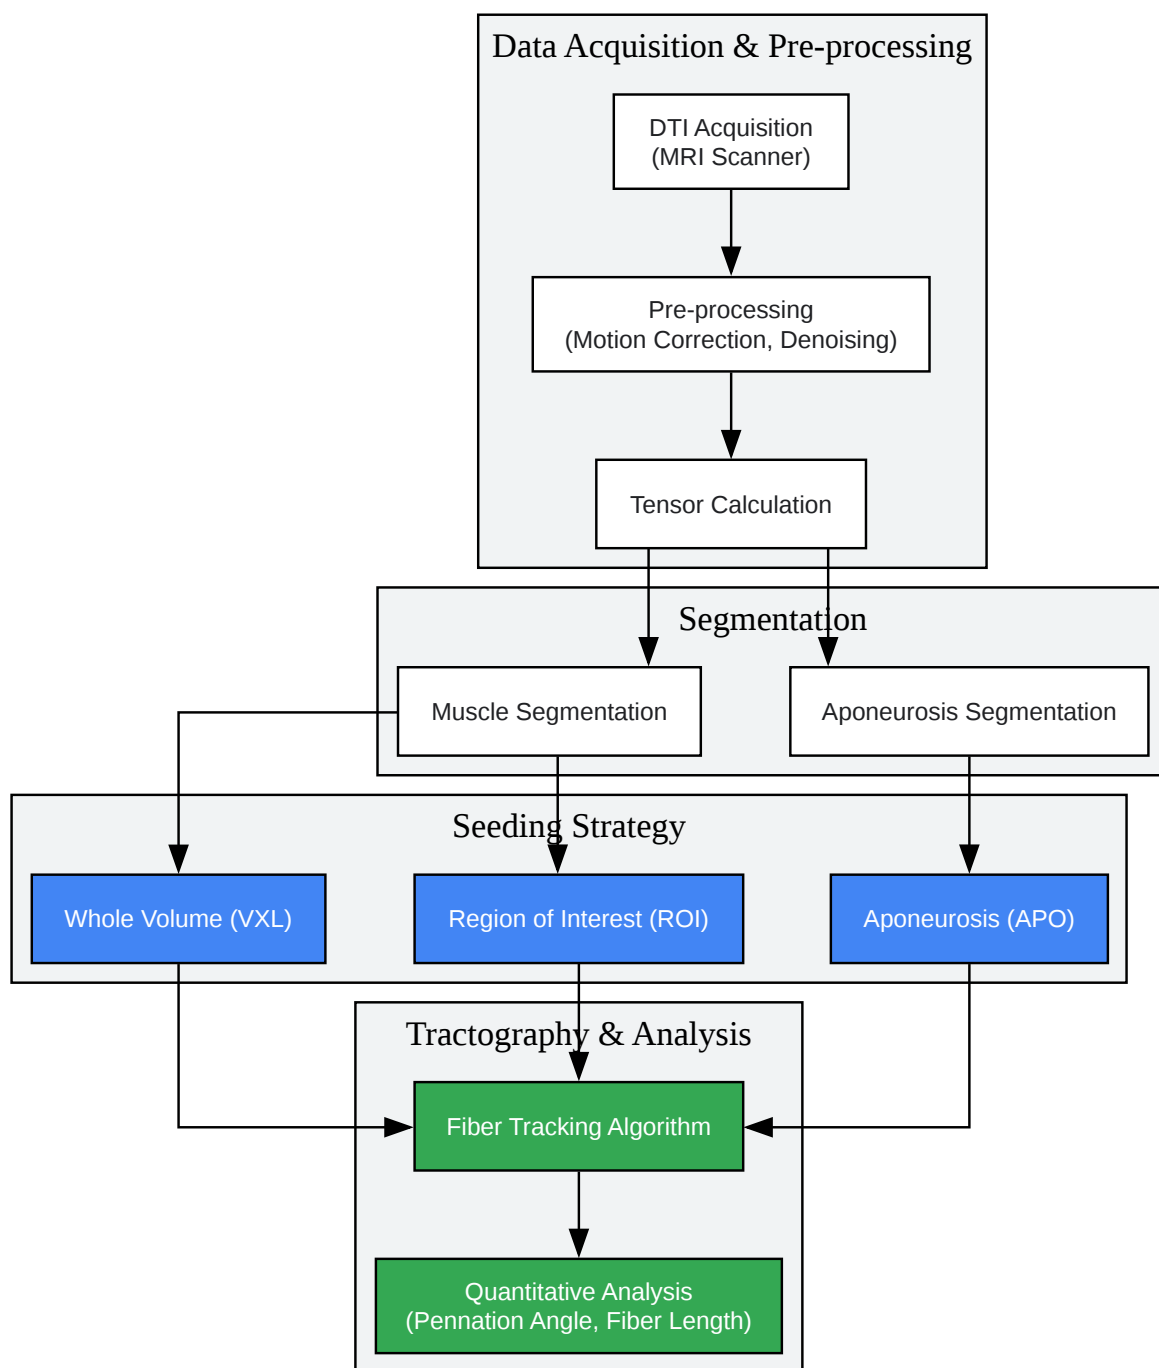 Data Acquisition & Pre-processing
DTI Acquisition
(MRI Scanner)
Pre-processing
(Motion Correction, Denoising)
Tensor Calculation
Segmentation
Muscle Segmentation
Aponeurosis Segmentation
Seeding Strategy
Whole Volume (VXL)
Region of Interest (ROI)
Aponeurosis (APO)
Tractography & Analysis
Fiber Tracking Algorithm
Quantitative Analysis
(Pennation Angle, Fiber Length)